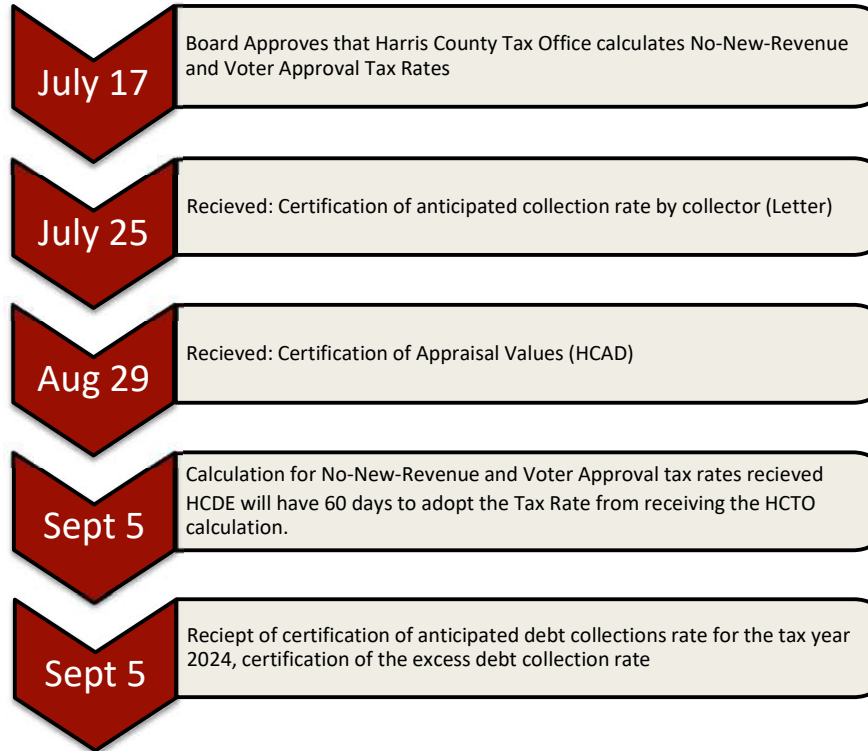 July 17
Board Approves that Harris County Tax Office calculates No-New-Revenue
and Voter Approval Tax Rates
July 25
Recieved: Certification of anticipated collection rate by collector (Letter)
Aug 29
Recieved: Certification of Appraisal Values (HCAD)
Sept 5
Calculation for No-New-Revenue and Voter Approval tax rates recieved
HCDE will have 60 days to adopt the Tax Rate from receiving the HCTO
calculation.
Sept 5
Reciept of certification of anticipated debt collections rate for the tax year
2024, certification of the excess debt collection rate